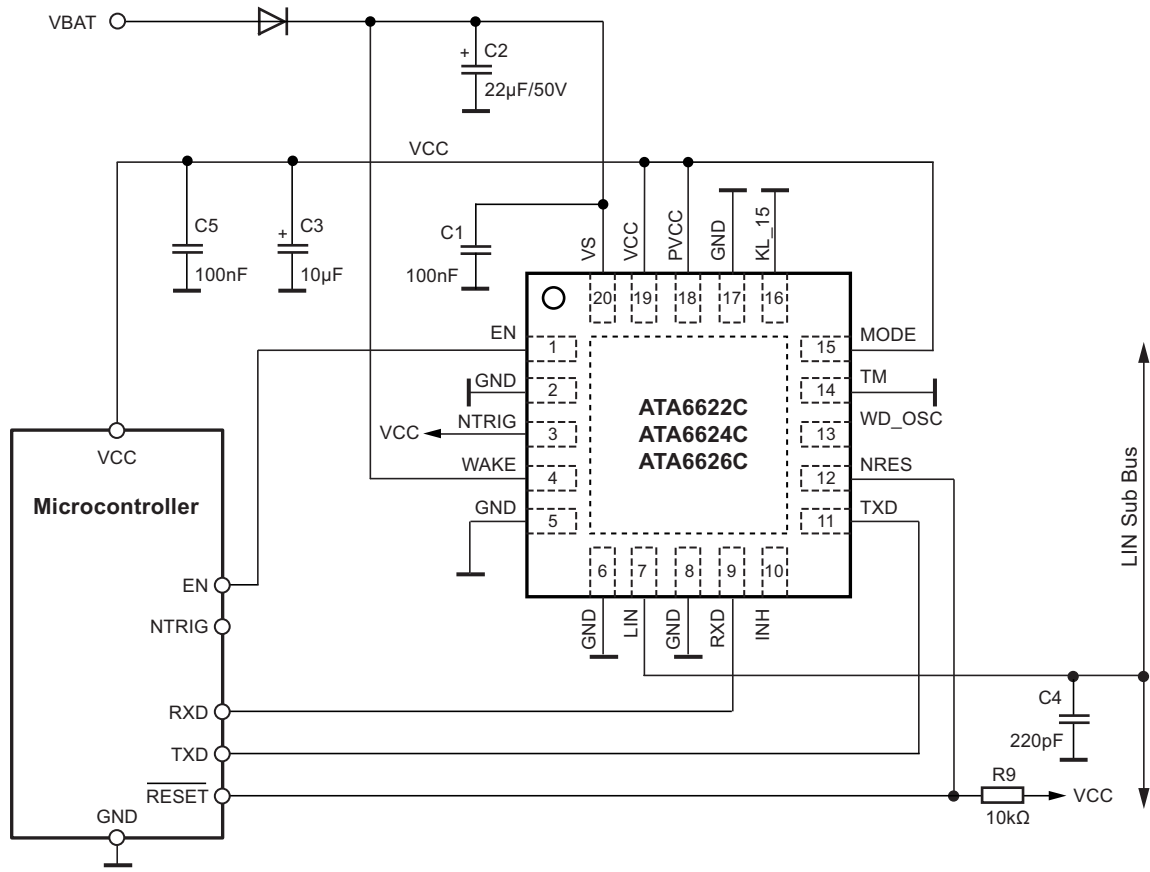 VBAT
+
C2
22µF/50V
VCC
C5
100nF
+
C3
10µF
C1
100nF
VS
VCC
PVCC
GND
KL_15
20
19
18
17
16
EN
1
GND
2
NTRIG
3
VCC
WAKE
4
GND
5
ATA6622C
ATA6624C
ATA6626C
MODE
15
TM
14
WD_OSC
13
NRES
12
TXD
11
6
7
8
9
10
GND
LIN
GND
RXD
INH
LIN Sub Bus
VCC
Microcontroller
EN
NTRIG
RXD
TXD
RESET
GND
C4
220pF
R9
10kΩ
VCC